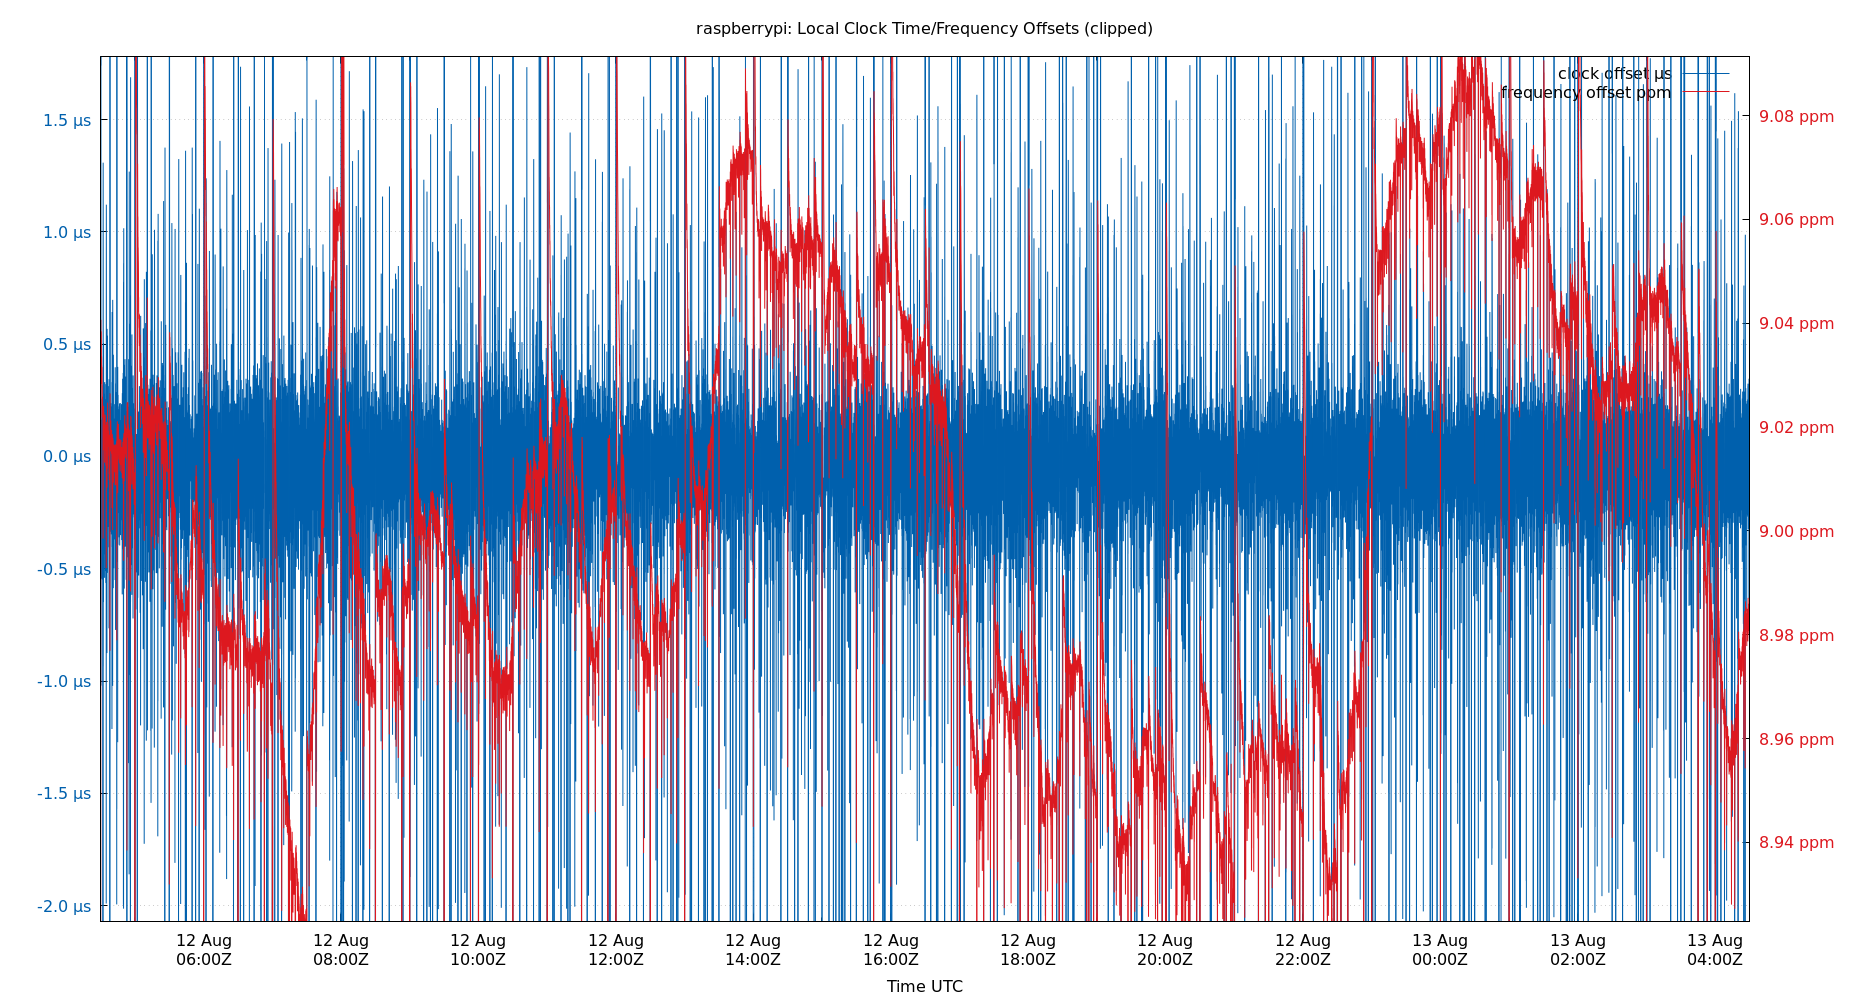 raspberrypi: Local Clock Time/Frequency Offsets (clipped)
clock offset µs
frequency offset ppm
1.5 µs
1.0 µs
0.5 µs
0.0 µs
-0.5 µs
-1.0 µs
-1.5 µs
-2.0 µs
9.08 ppm
9.06 ppm
9.04 ppm
9.02 ppm
9.00 ppm
8.98 ppm
8.96 ppm
8.94 ppm
12 Aug 12 Aug 12 Aug 12 Aug 12 Aug 12 Aug 12 Aug 12 Aug 12 Aug 13 Aug 13 Aug 13 Aug
06:00Z 08:00Z 10:00Z 12:00Z 14:00Z 16:00Z 18:00Z 20:00Z 22:00Z 00:00Z 02:00Z 04:00Z
Time UTC